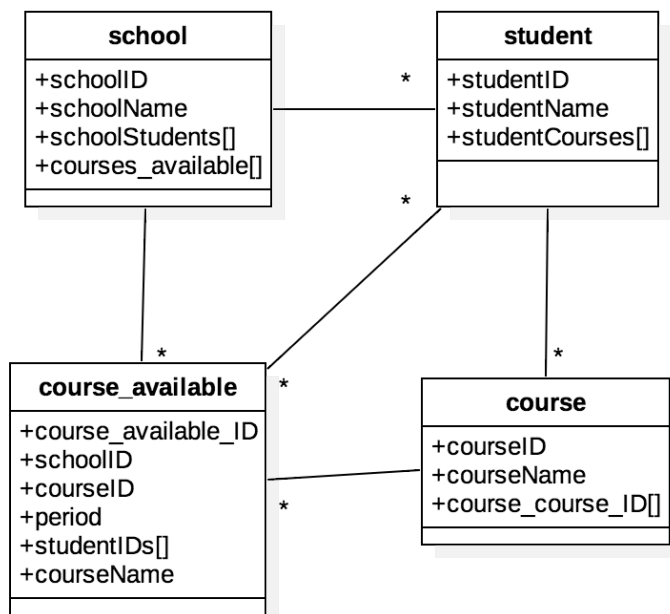 school
+schoolID
+schoolName
+schoolStudents[]
+courses_available[]
student
+studentID
+studentName
+studentCourses[]
*
*
*
*
*
*
course_available
+course_available_ID
+schoolID
+courseID
+period
+studentIDs[]
+courseName
course
+courseID
+courseName
+course_course_ID[]